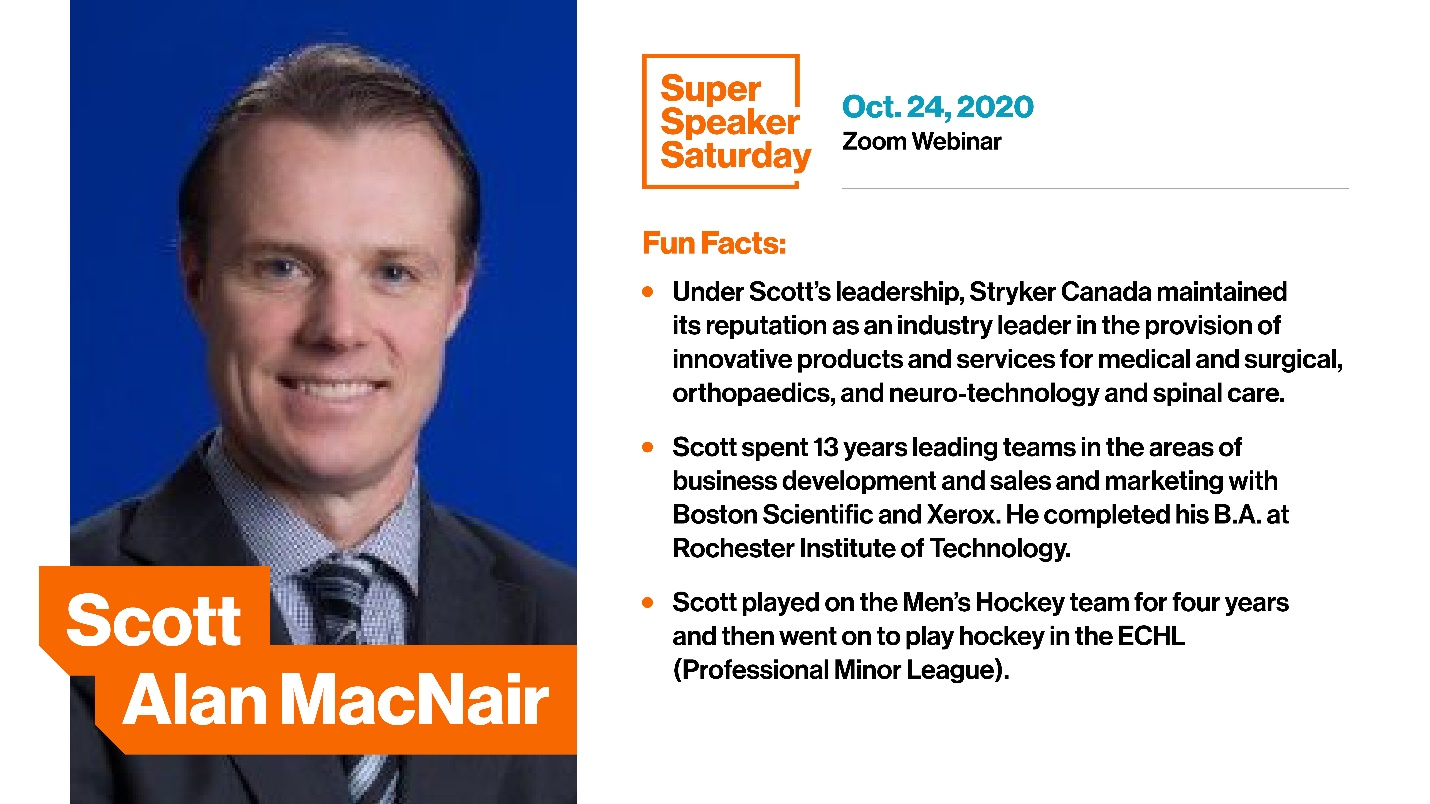 Super
Speaker
Saturday
Oct. 24, 2020
Zoom Webinar
Fun Facts:
• Under Scott’s leadership, Stryker Canada maintained
its reputation as an industry leader in the provision of
innovative products and services for medical and surgical,
orthopaedics, and neuro-technology and spinal care.
• Scott spent 13 years leading teams in the areas of
business development and sales and marketing with
Boston Scientific and Xerox. He completed his B.A. at
Rochester Institute of Technology.
• Scott played on the Men’s Hockey team for four years
and then went on to play hockey in the ECHL
(Professional Minor League).
Scott
Alan MacNair